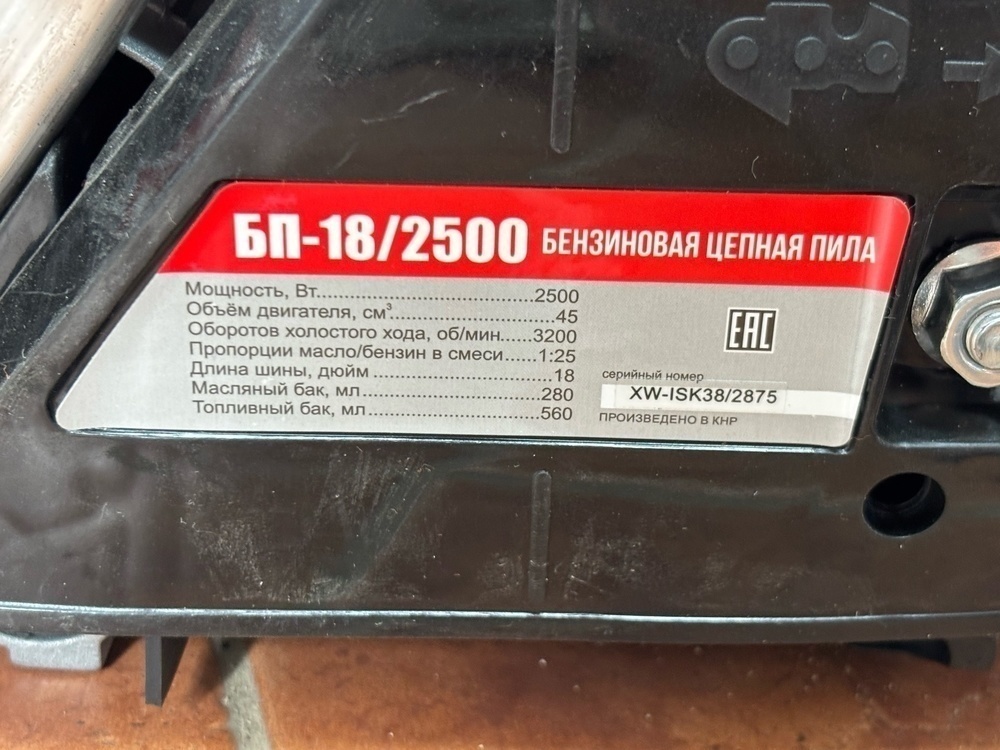 БП-18/2500 БЕНЗИНОВАЯ ЦЕПНАЯ ПИЛА
Мощность, Вт......................................2500
Объём двигателя, см³.............................45
Оборотов холостого хода, об/мин......3200
Пропорции масло/бензин в смеси......1:25
Длина шины, дюйм................................18
Масляный бак, мл................................280
Топливный бак, мл...............................560
EAC
серийный номер
XW-ISK38/2875
ПРОИЗВЕДЕНО В КНР